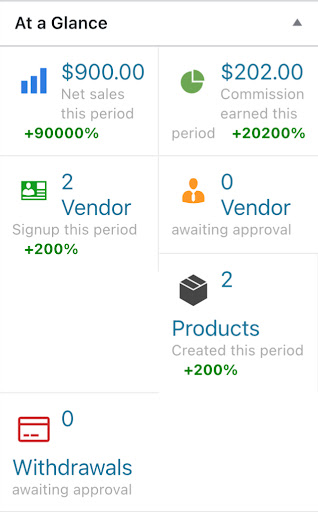 At a Glance
$900.00
Net sales
this period
+90000%
$202.00
Commission
earned this
period +20200%
2
Vendor
Signup this period
+200%
0
Vendor
awaiting approval
2
Products
Created this period
+200%
0
Withdrawals
awaiting approval